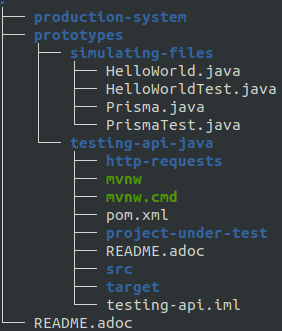 production-system
prototypes
simulating-files
HelloWorld.java
HelloWorldTest.java
Prisma.java
PrismaTest.java
testing-api-java
http-requests
mvnw
mvnw.cmd
pom.xml
project-under-test
README.adoc
src
target
testing-api.iml
README.adoc